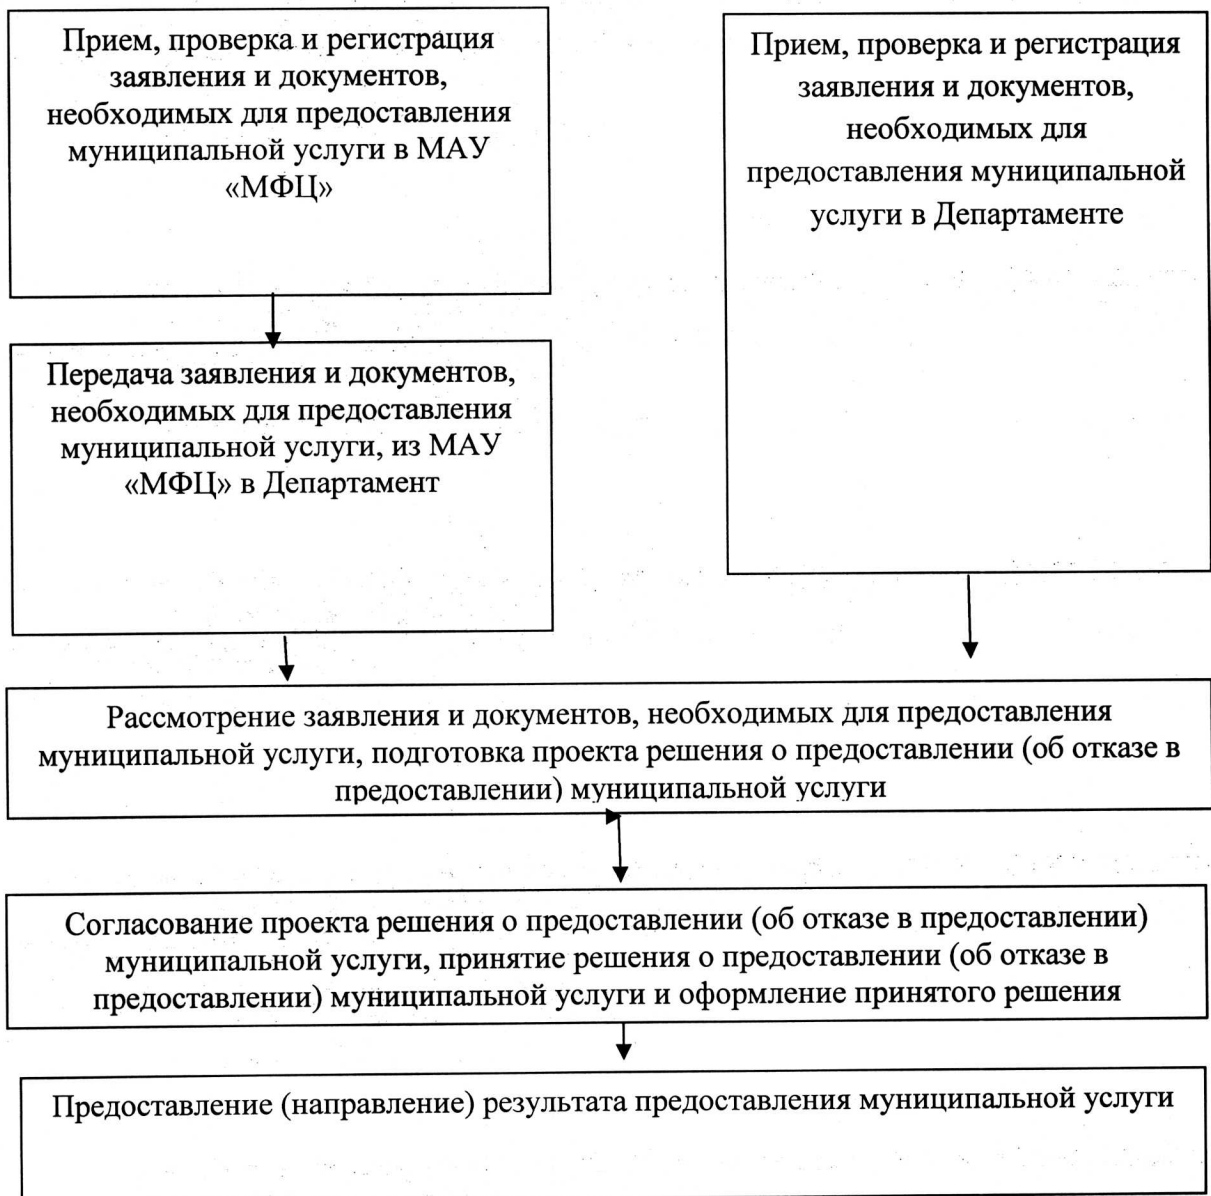 Прием, проверка и регистрация
заявления и документов,
необходимых для предоставления
муниципальной услуги в МАУ
«МФЦ»
Прием, проверка и регистрация
заявления и документов,
необходимых для
предоставления муниципальной
услуги в Департаменте
Передача заявления и документов,
необходимых для предоставления
муниципальной услуги, из МАУ
«МФЦ» в Департамент
Рассмотрение заявления и документов, необходимых для предоставления
муниципальной услуги, подготовка проекта решения о предоставлении (об отказе в
предоставлении) муниципальной услуги
Согласование проекта решения о предоставлении (об отказе в предоставлении)
муниципальной услуги, принятие решения о предоставлении (об отказе в
предоставлении) муниципальной услуги и оформление принятого решения
Предоставление (направление) результата предоставления муниципальной услуги